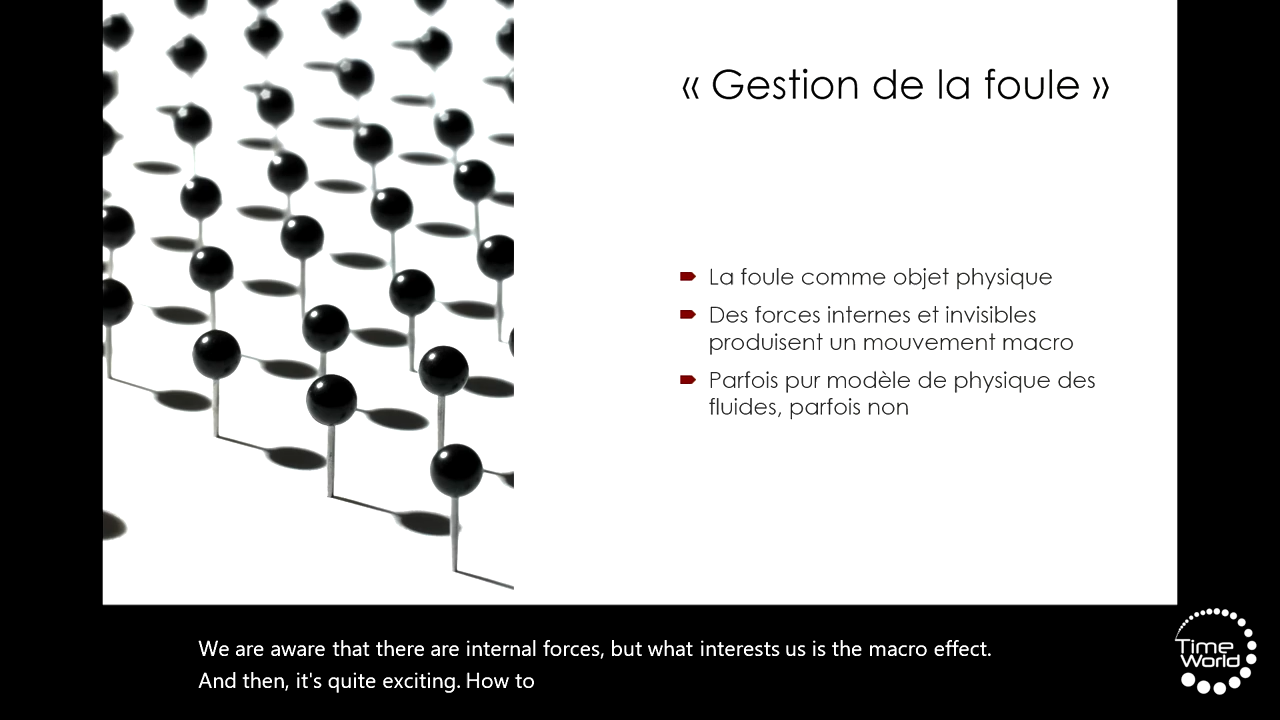 « Gestion de la foule »
La foule comme objet physique
Des forces internes et invisibles
produisent un mouvement macro
Parfois pur modèle de physique des
fluides, parfois non
We are aware that there are internal forces, but what interests us is the macro effect.
And then, it's quite exciting. How to
Time
World